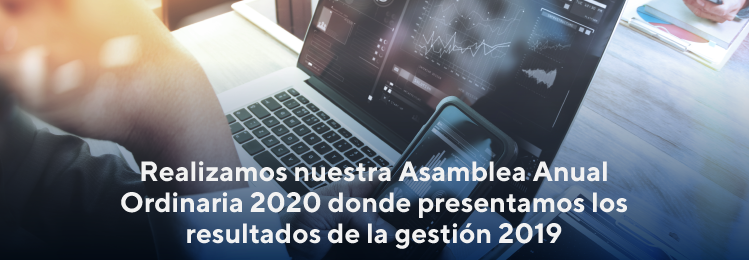 Realizamos nuestra Asamblea Anual
Ordinaria 2020 donde presentamos los
resultados de la gestión 2019